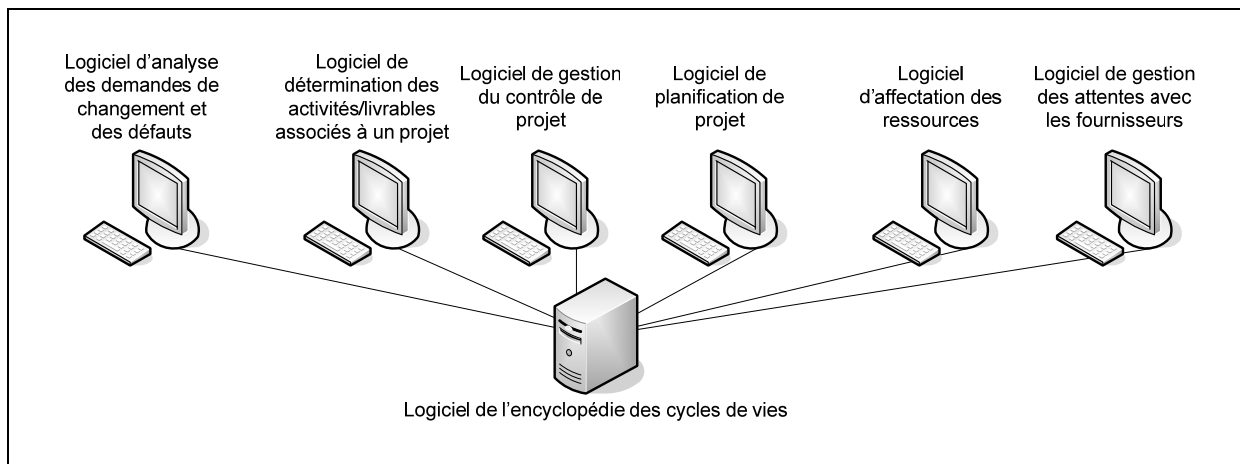 Logiciel d'analyse
des demandes de
changement et
des défauts
Logiciel de
détermination des
activités/livrables
associés à un projet
Logiciel de gestion
du contrôle de
projet
Logiciel de
planification de
projet
Logiciel
d'affectation des
ressources
Logiciel de gestion
des attentes avec
les fournisseurs
Logiciel de l'encyclopédie des cycles de vies